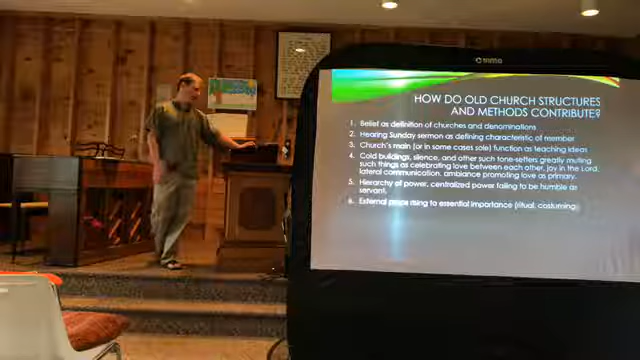 HOW DO OLD CHURCH STRUCTURES
AND METHODS CONTRIBUTE?
1. Belief as definition of churches and denominations
2. Hearing Sunday sermon as defining characteristic of member
3. Church's main (or in some cases sole) function as teaching ideas
4. Cold buildings, silence, and other such tone-setters greatly muting
such things as celebrating love between each other, joy in the Lord,
lateral communication, ambiance promoting love as primary.
5. Hierarchy of power, centralized power failing to be humble as
servant.
6. External props rising to essential importance (ritual, costuming,